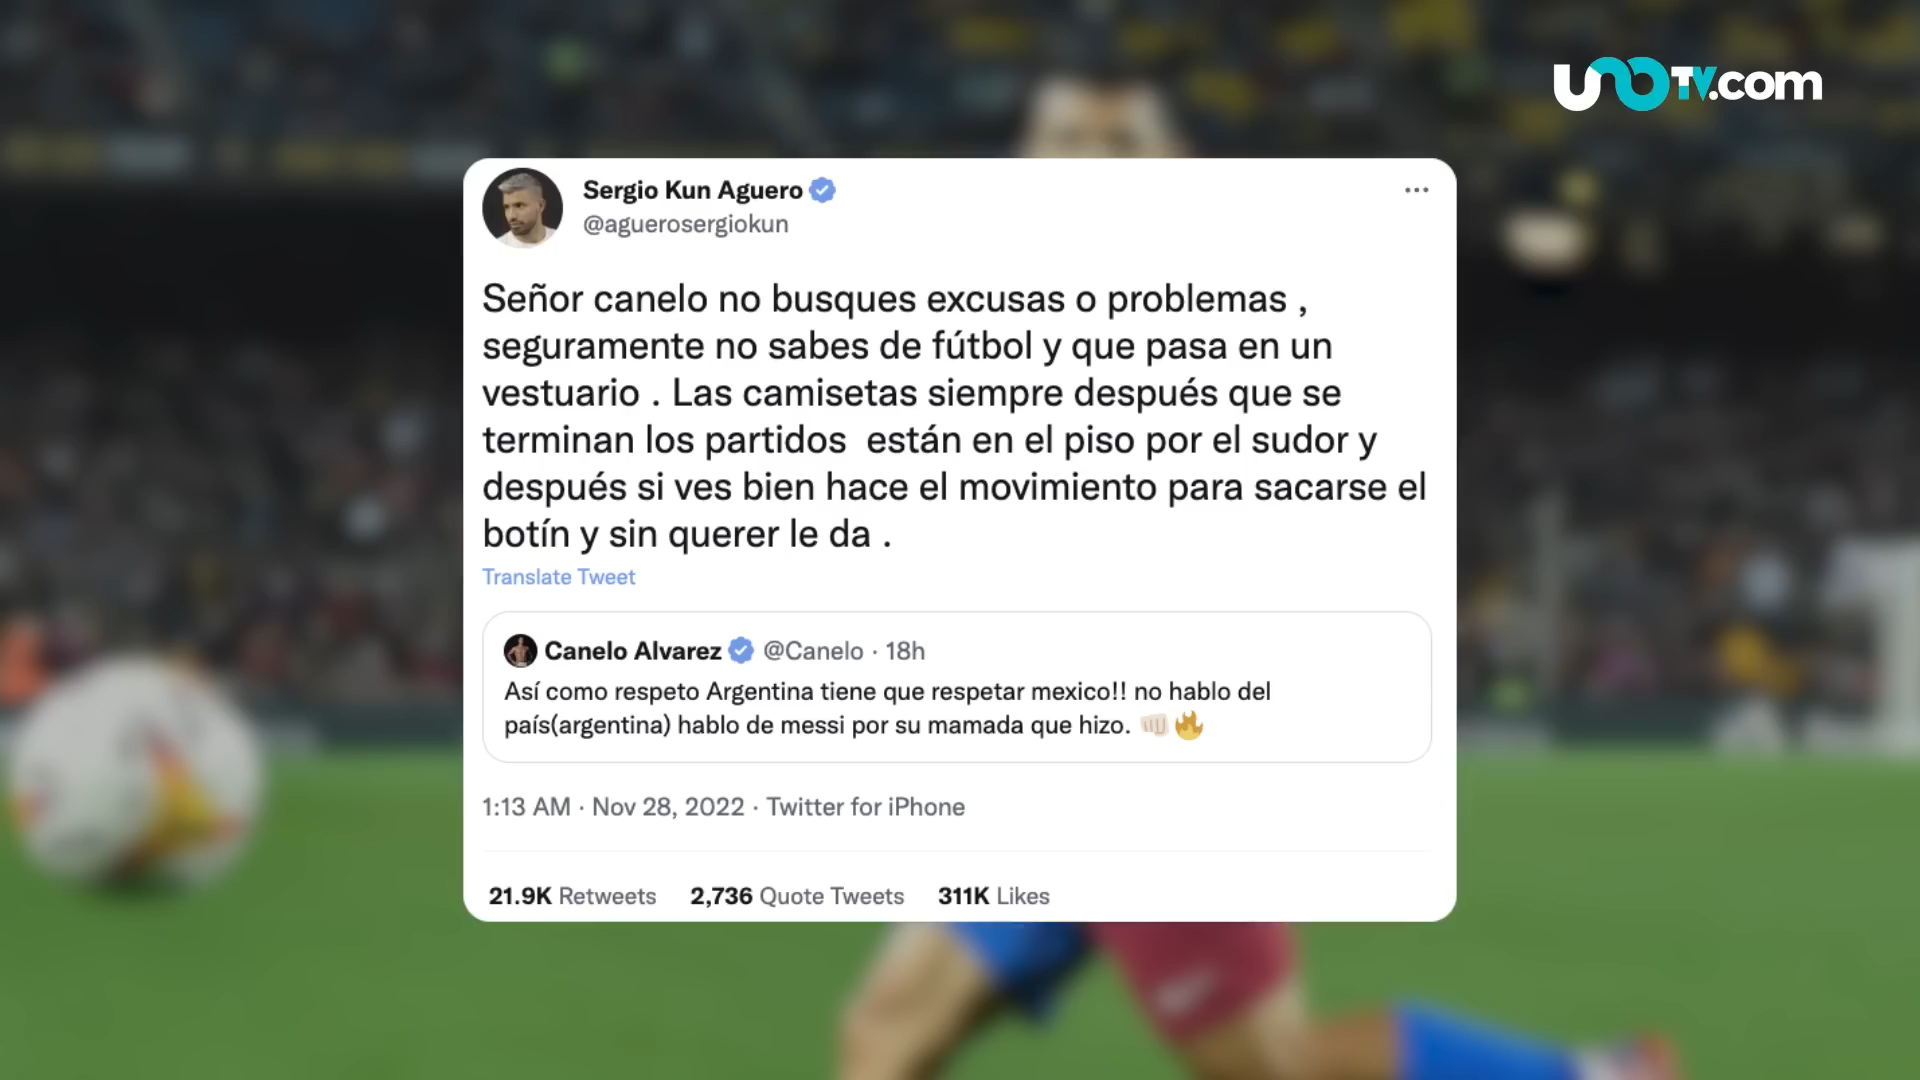 UNOTV.com
Sergio Kun Aguero
@aguerosergiokun
Señor canelo no busques excusas o problemas ,
seguramente no sabes de fútbol y que pasa en un
vestuario . Las camisetas siempre después que se
terminan los partidos  están en el piso por el sudor y
después si ves bien hace el movimiento para sacarse el
botín y sin querer le da .
Translate Tweet
Canelo Alvarez @Canelo · 18h
Así como respeto Argentina tiene que respetar mexico!! no hablo del
país(argentina) hablo de messi por su mamada que hizo. 👊🏻🔥
1:13 AM · Nov 28, 2022 · Twitter for iPhone
21.9K Retweets 2,736 Quote Tweets 311K Likes